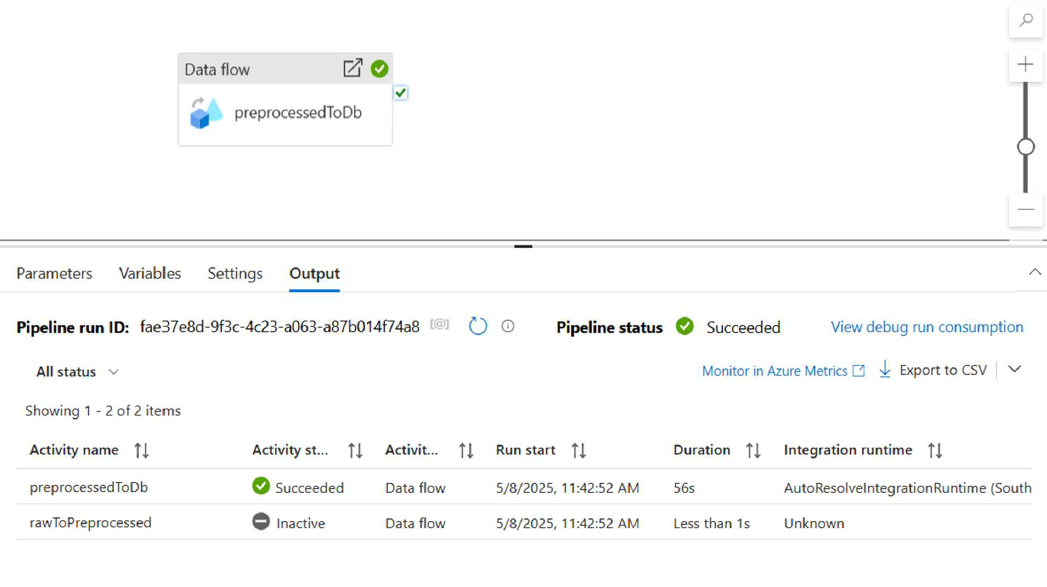 Data flow
preprocessedToDb
Parameters Variables Settings Output
Pipeline run ID: fae37e8d-9f3c-4c23-a063-a87b014f74a8 [@] Pipeline status Succeeded View debug run consumption
All status Monitor in Azure Metrics Export to CSV
Showing 1 - 2 of 2 items
Activity name Activity st... Activit... Run start Duration Integration runtime
preprocessedToDb Succeeded Data flow 5/8/2025, 11:42:52 AM 56s AutoResolveIntegrationRuntime (South
rawToPreprocessed Inactive Data flow 5/8/2025, 11:42:52 AM Less than 1s Unknown